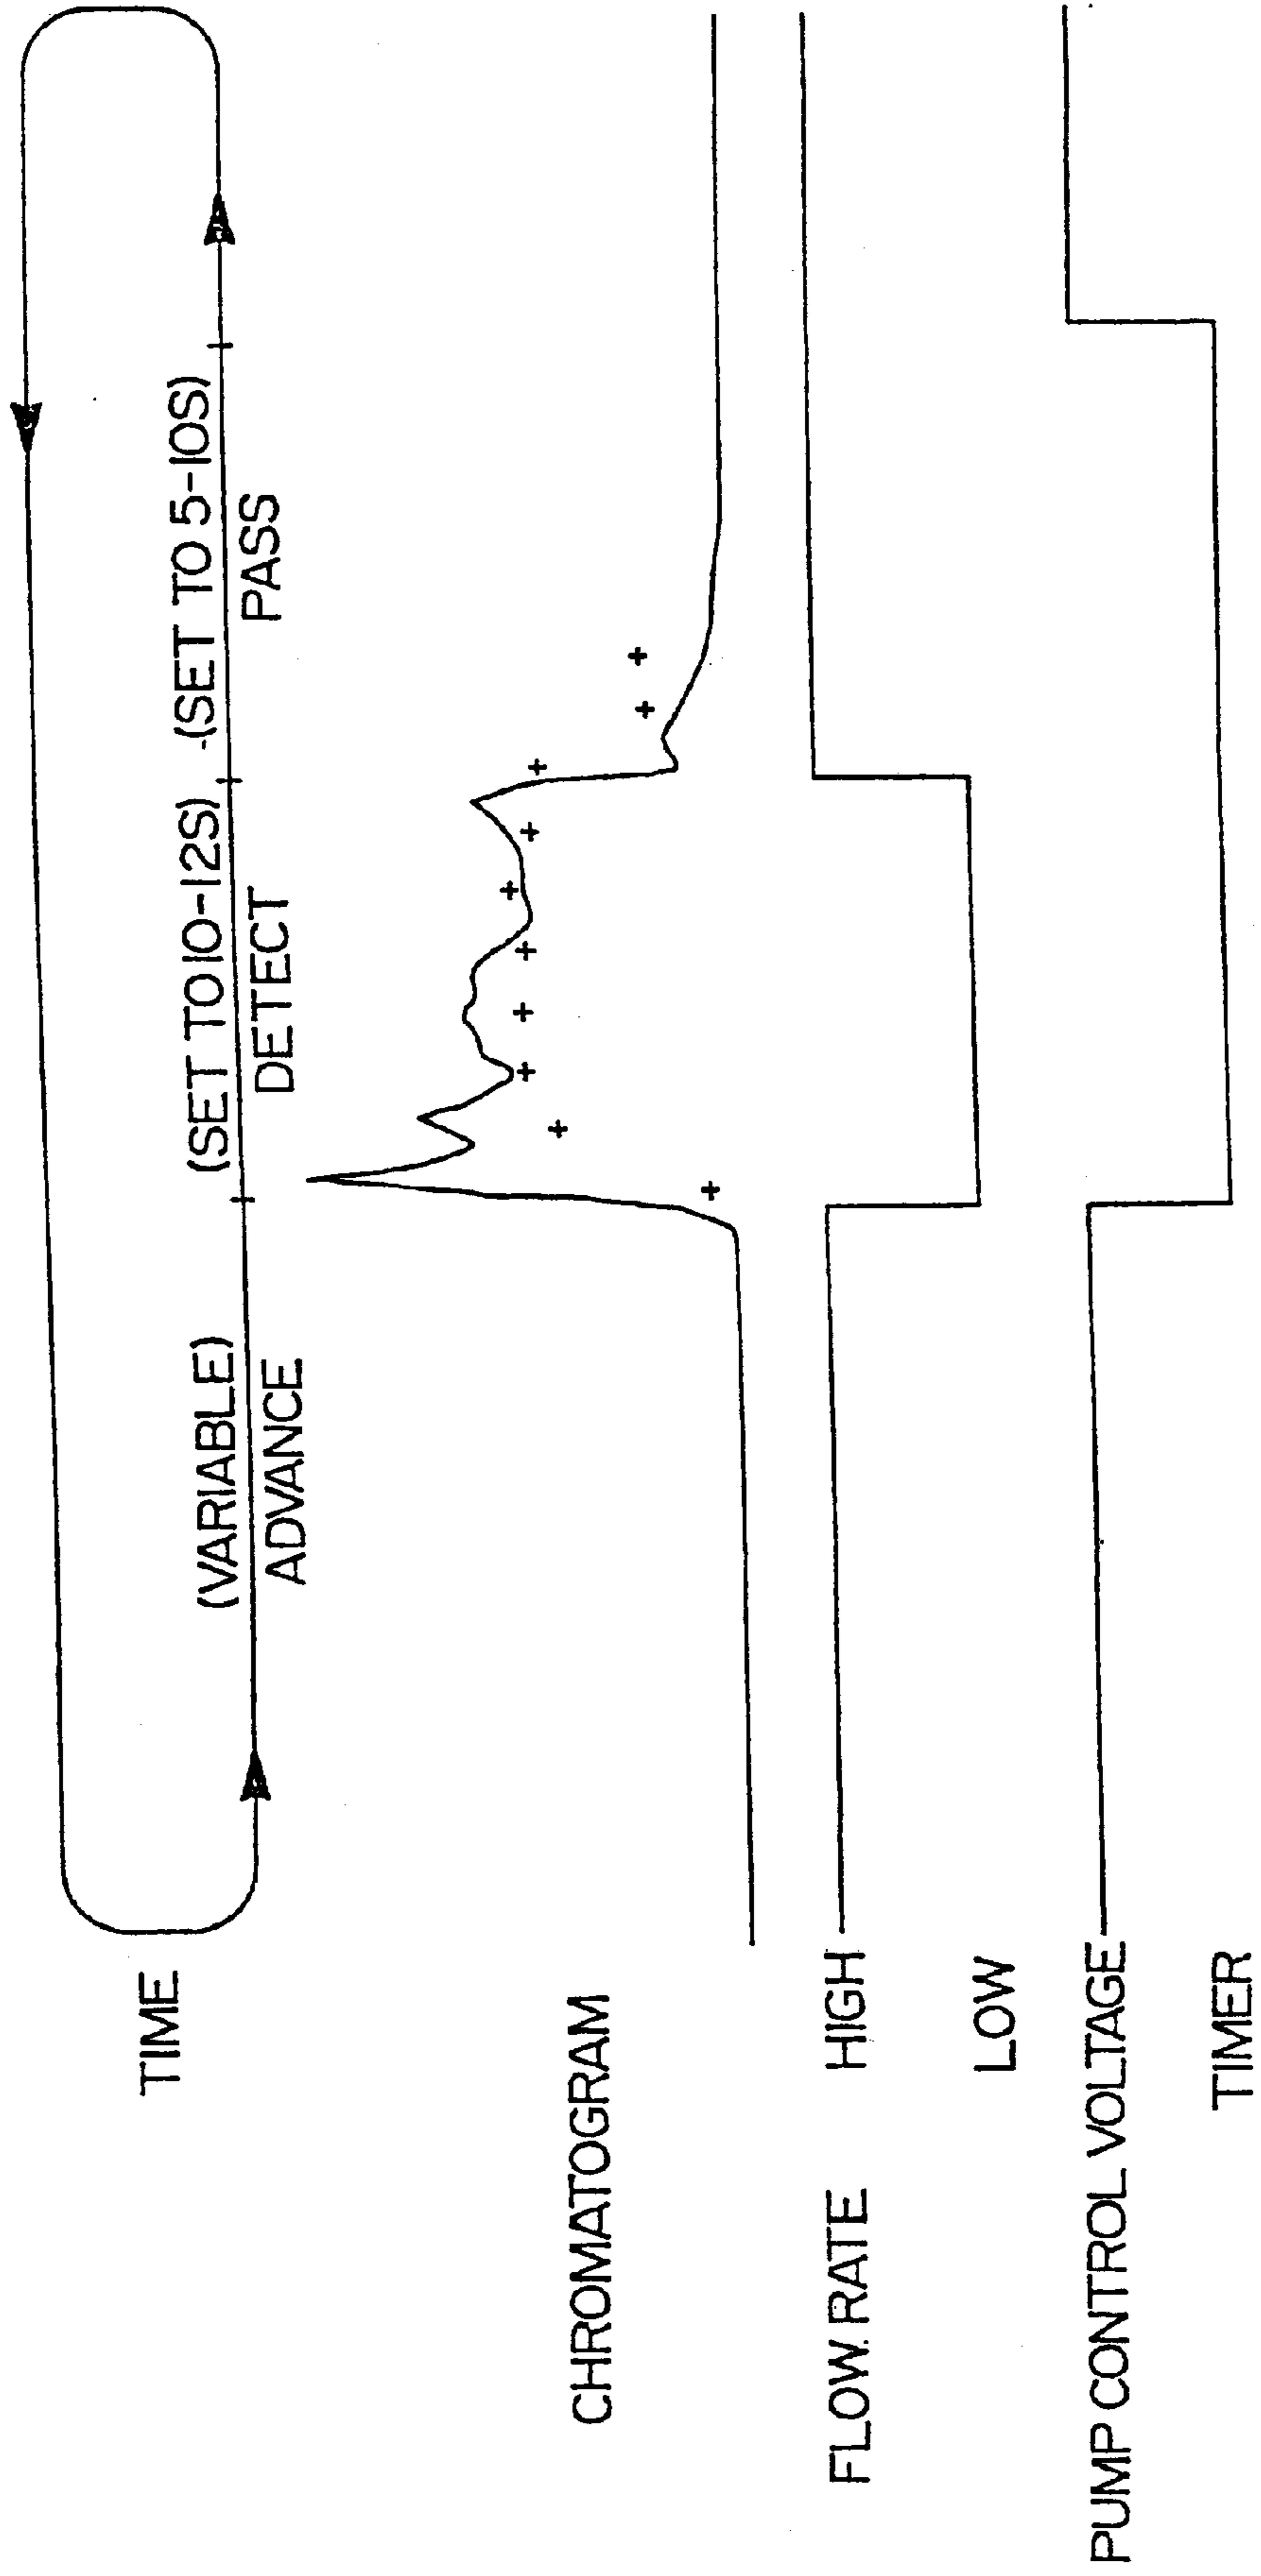 TIME
(VARIABLE) (SET TO 10-12S) (SET TO 5-10S)
ADVANCE DETECT PASS
CHROMATOGRAM
FLOW RATE HIGH
LOW
PUMP CONTROL VOLTAGE
TIMER